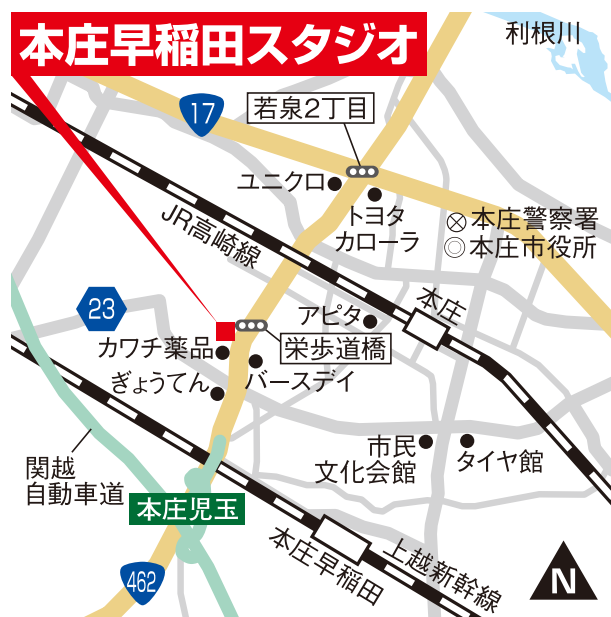 本庄早稲田スタジオ
利根川
17
若泉2丁目
ユニクロ
トヨタ
カローラ
本庄警察署
本庄市役所
JR高崎線
23
アピタ
本庄
カワチ薬品
栄歩道橋
ぎょうてん
バースデイ
関越
自動車道
市民
文化会館
タイヤ館
本庄児玉
本庄早稲田
上越新幹線
462
N